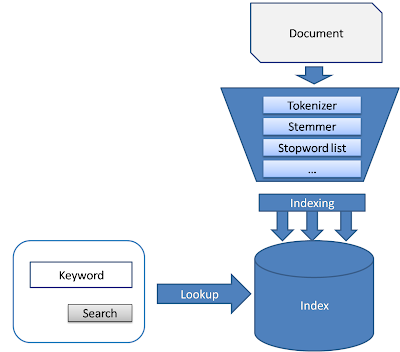 Document
Tokenizer
Stemmer
Stopword list
...
Indexing
Keyword
Search
Lookup
Index